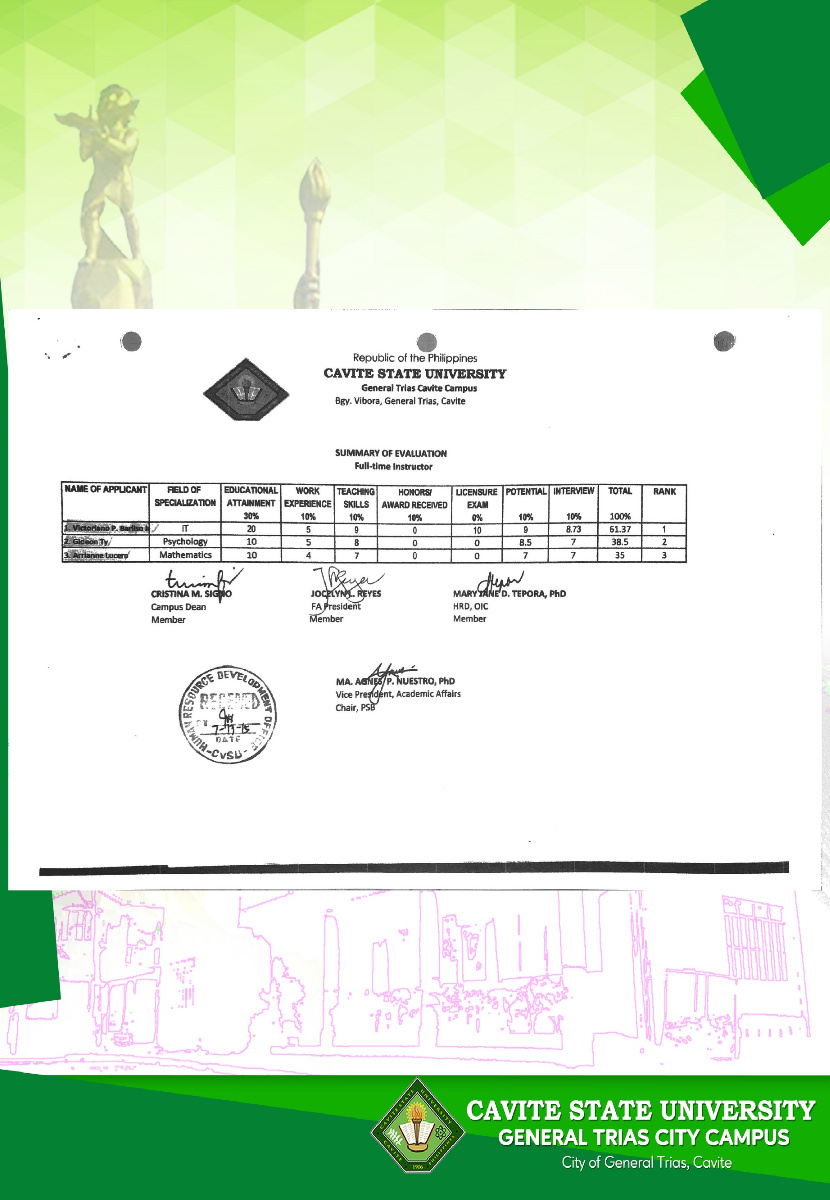 Republic of the Philippines
CAVITE STATE UNIVERSITY
General Trias Cavite Campus
Bgy. Vibora, General Trias, Cavite
SUMMARY OF EVALUATION
Full-time Instructor
NAME OF APPLICANT FIELD OF SPECIALIZATION EDUCATIONAL ATTAINMENT 30% WORK EXPERIENCE 10% TEACHING SKILLS 10% HONORS/ AWARD RECEIVED 10% LICENSURE EXAM 0% POTENTIAL 10% INTERVIEW 10% TOTAL 100% RANK
1. Victoriano P. Barliso IT 20 5 9 0 10 9 8.73 61.37 1
2. Gideon Ty Psychology 10 5 8 0 0 8.5 7 38.5 2
3. Arrianne Lucero Mathematics 10 4 7 0 0 7 7 35 3
CRISTINA M. SIGNO JOCELYN L. REYES MARY JANE D. TEPORA, PhD
Campus Dean FA President HRD, OIC
Member Member Member
MA. AGNES P. NUESTRO, PhD
Vice President, Academic Affairs
Chair, PSB
HUMAN RESOURCE DEVELOPMENT OFFICE
RECEIVED
BY
DATE
CVSU
CAVITE STATE UNIVERSITY
GENERAL TRIAS CITY CAMPUS
City of General Trias, Cavite